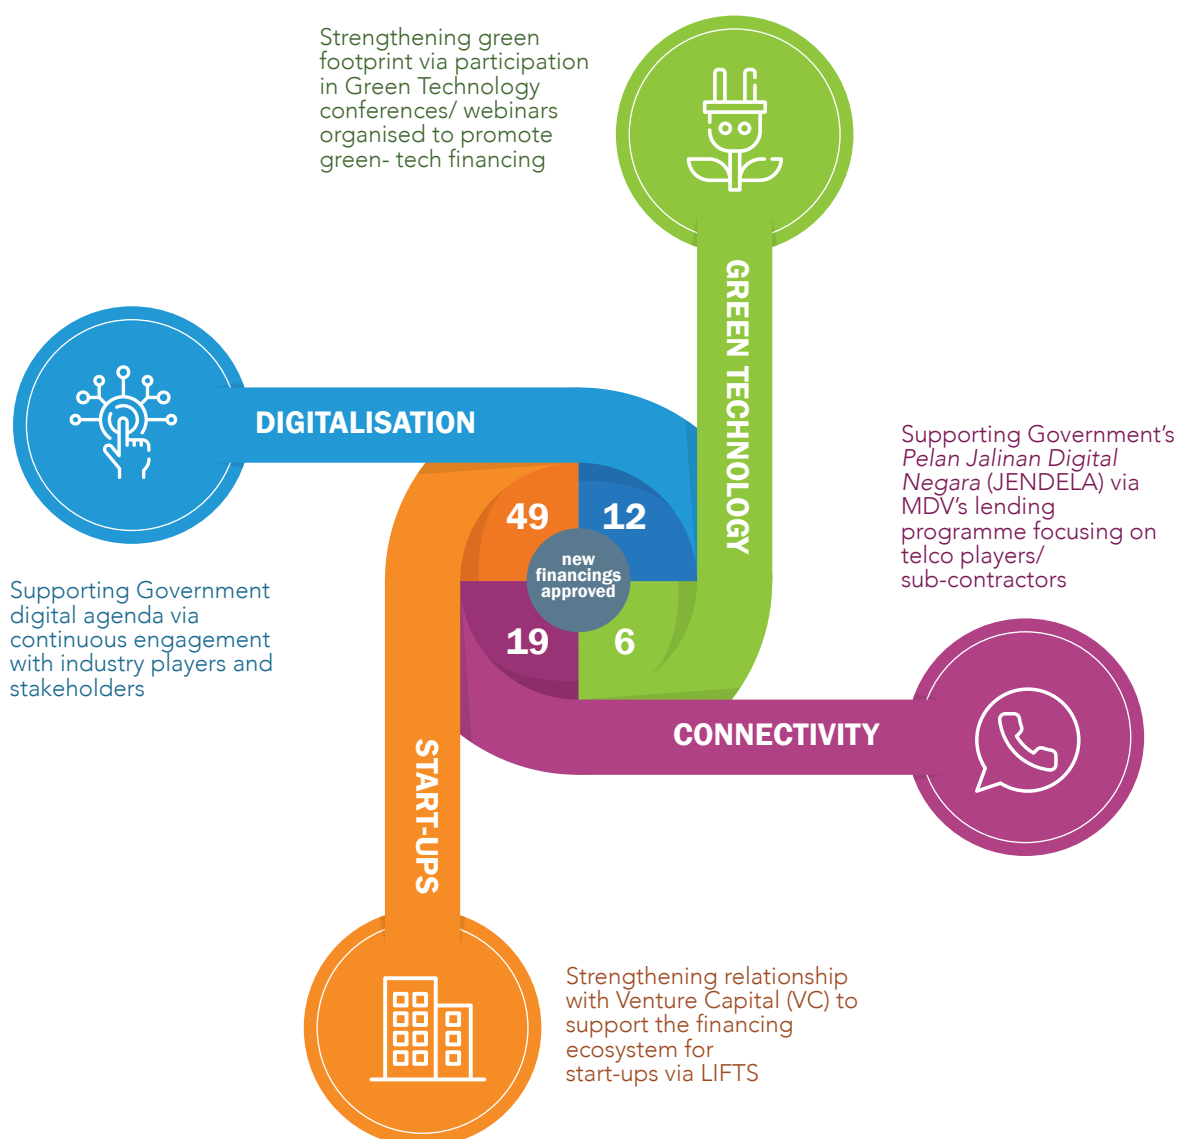 Strengthening green
footprint via participation
in Green Technology
conferences/ webinars
organised to promote
green- tech financing
GREEN TECHNOLOGY
DIGITALISATION
Supporting Government
digital agenda via
continuous engagement
with industry players and
stakeholders
49
12
new
financings
approved
19
6
Supporting Government's
Pelan Jalinan Digital
Negara (JENDELA) via
MDV's lending
programme focusing on
telco players/
sub-contractors
CONNECTIVITY
START-UPS
Strengthening relationship
with Venture Capital (VC) to
support the financing
ecosystem for
start-ups via LIFTS